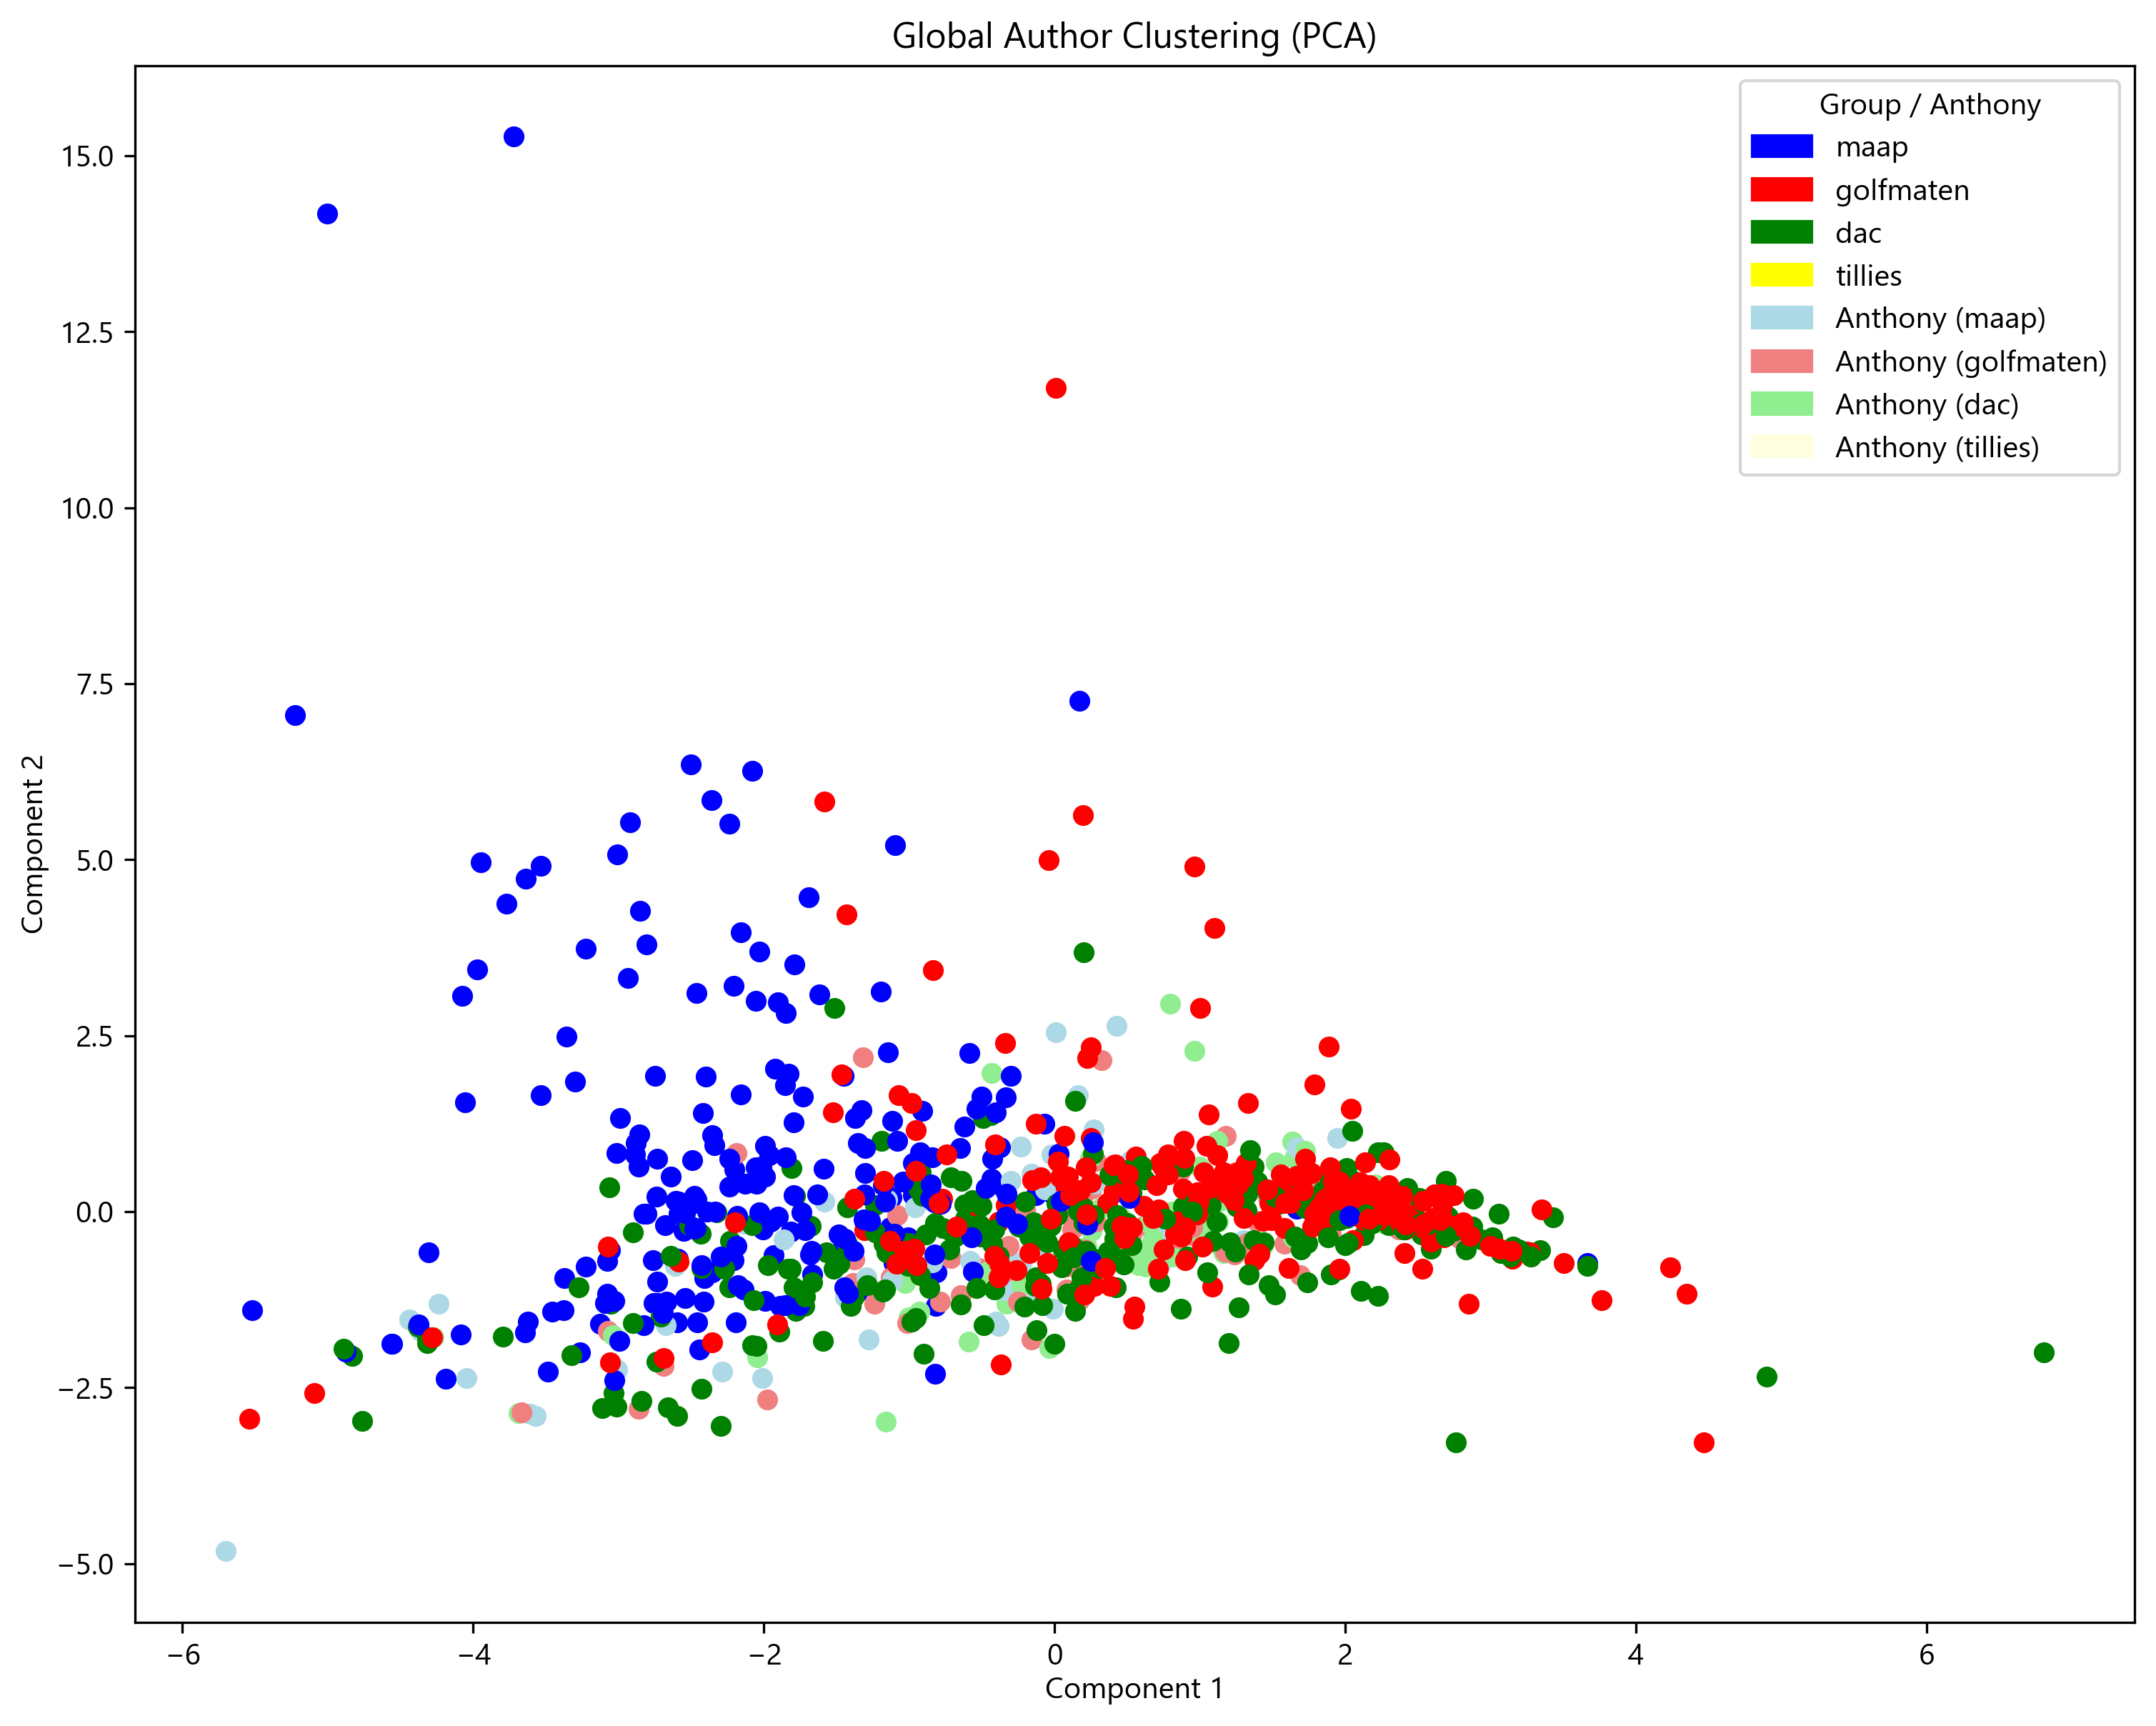 Global Author Clustering (PCA)
Group / Anthony
maap
golfmaten
dac
tillies
Anthony (maap)
Anthony (golfmaten)
Anthony (dac)
Anthony (tillies)
15.0
12.5
10.0
7.5
5.0
2.5
0.0
−2.5
−5.0
Component 2
−6 −4 −2 0 2 4 6
Component 1